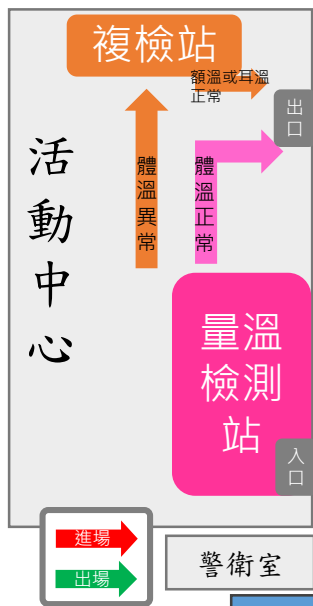 複檢站
額溫或耳溫
正常
出口
活動中心
體溫異常
體溫正常
量溫
檢測
站
入口
進場
出場
警衛室